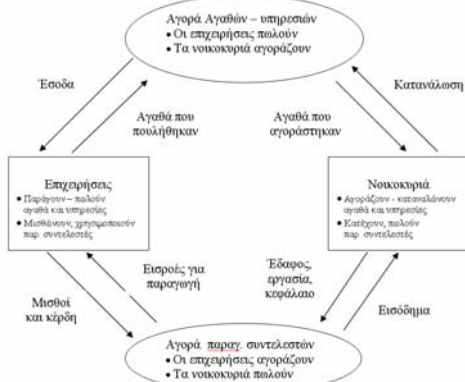 Αγορά Αγαθών – υπηρεσιών
• Οι επιχειρήσεις πωλούν
• Τα νοικοκυριά αγοράζουν
Έσοδα
Κατανάλωση
Αγαθά που
πουλήθηκαν
Αγαθά που
αγοράστηκαν
Επιχειρήσεις
• Παράγουν – πωλούν
αγαθά και υπηρεσίες
• Μισθώνουν, χρησιμοποιούν
παρ. συντελεστές
Νοικοκυριά
• Αγοράζουν - καταναλώνουν
αγαθά και υπηρεσίες
• Κατέχουν, πωλούν
παρ. συντελεστές
Μισθοί
και κέρδη
Εισροές για
παραγωγή
Έδαφος,
εργασία,
κεφάλαιο
Εισόδημα
Αγορά παραγ. συντελεστών
• Οι επιχειρήσεις αγοράζουν
• Τα νοικοκυριά πωλούν